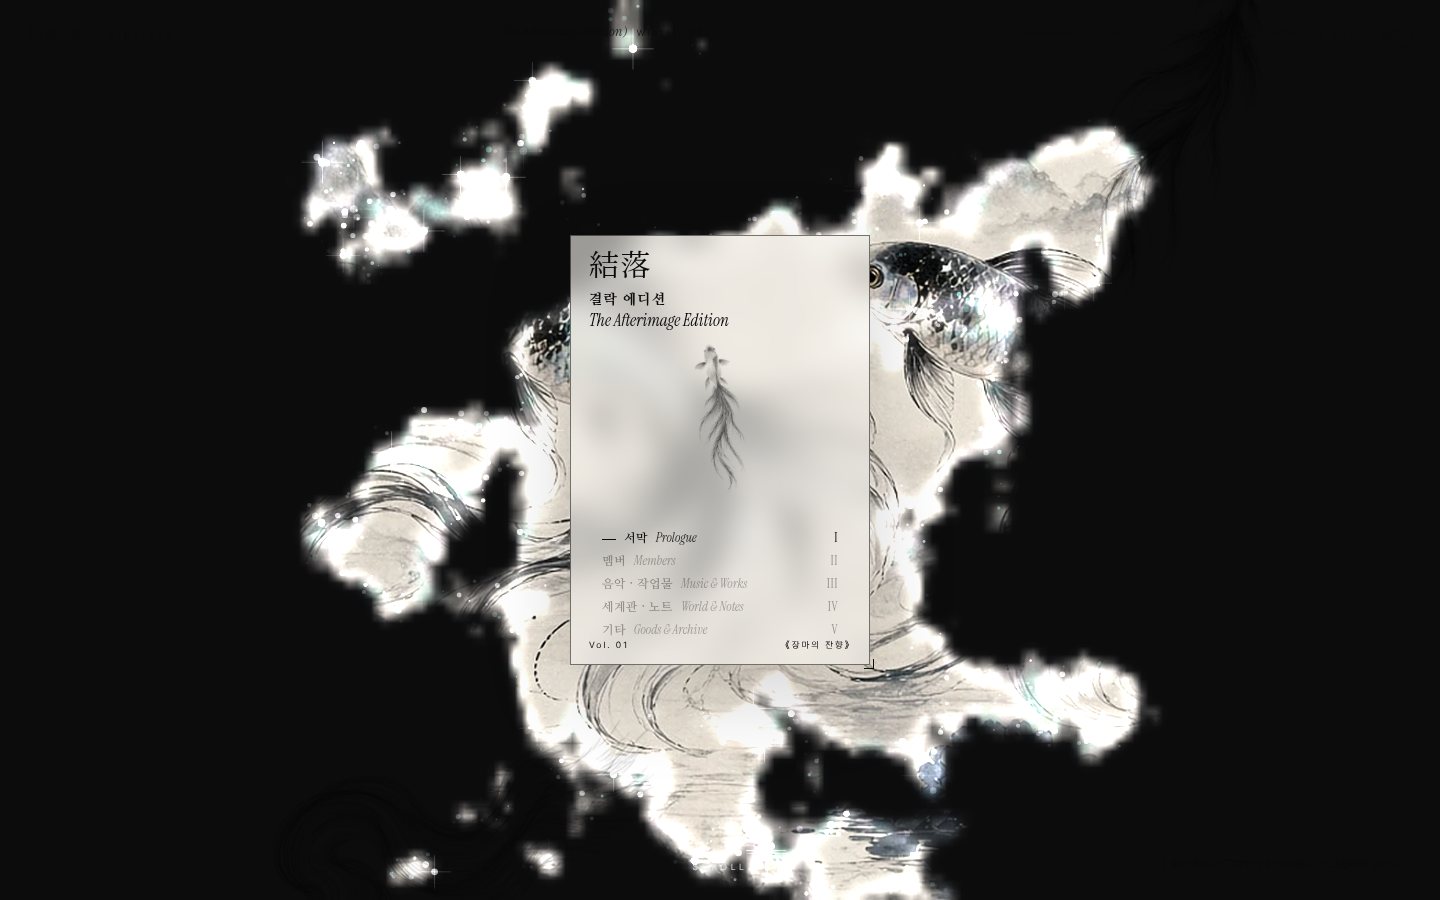 結落
결락 에디션
The Afterimage Edition
— 서막 Prologue I
멤버 Members II
음악 · 작업물 Music & Works III
세계관 · 노트 World & Notes IV
기타 Goods & Archive V
Vol. 01 《장마의 잔향》